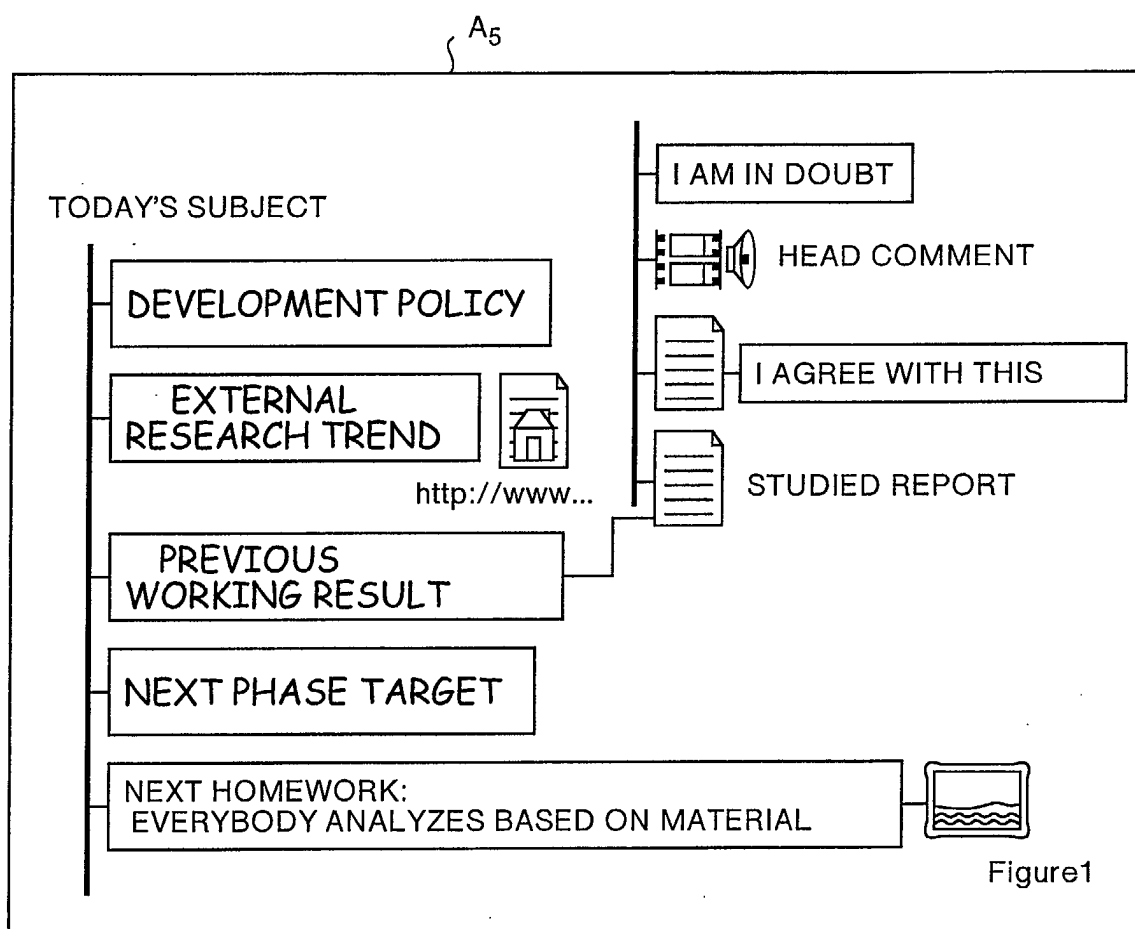 A5
TODAY'S SUBJECT
DEVELOPMENT POLICY
EXTERNAL
RESEARCH TREND
http://www...
PREVIOUS
WORKING RESULT
NEXT PHASE TARGET
NEXT HOMEWORK:
EVERYBODY ANALYZES BASED ON MATERIAL
Figure1
I AM IN DOUBT
HEAD COMMENT
I AGREE WITH THIS
STUDIED REPORT